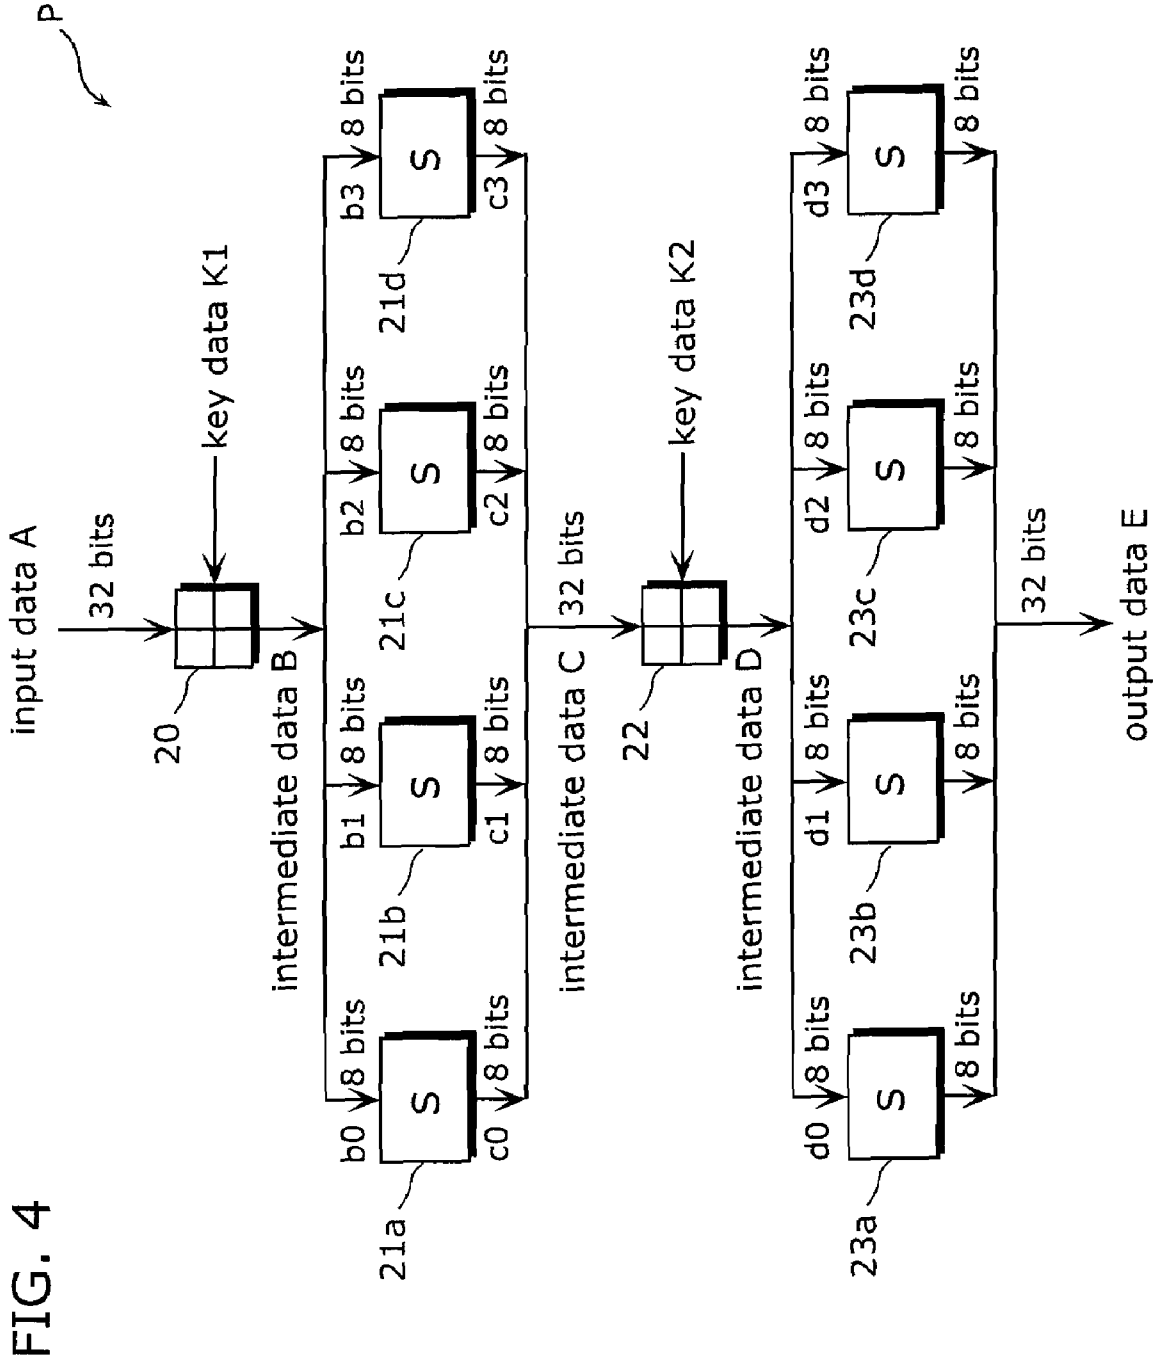 FIG. 4
P
input data A
32 bits
20
key data K1
intermediate data B
b0 8 bits
b1 8 bits
b2 8 bits
b3 8 bits
S
S
S
S
21a
21b
21c
21d
c0 8 bits
c1 8 bits
c2 8 bits
c3 8 bits
intermediate data C
32 bits
22
key data K2
intermediate data D
d0 8 bits
d1 8 bits
d2 8 bits
d3 8 bits
S
S
S
S
23a
23b
23c
23d
8 bits
8 bits
8 bits
8 bits
32 bits
output data E